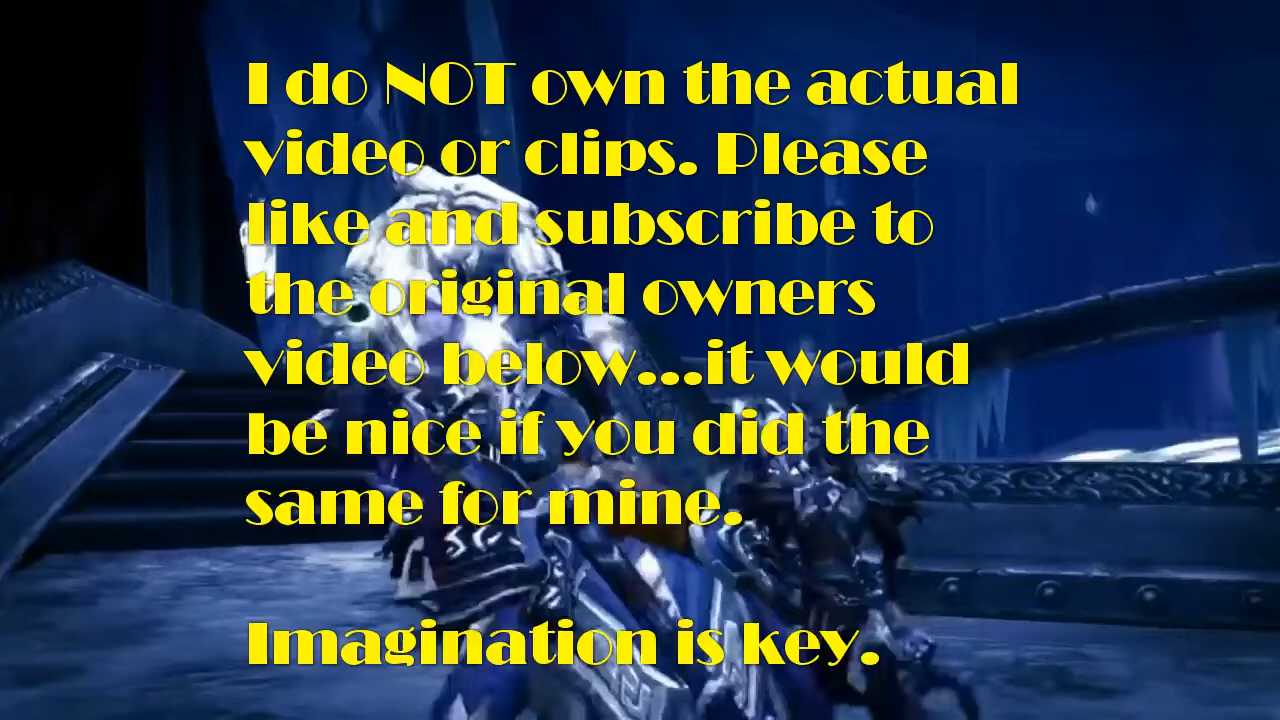 I do NOT own the actual
video or clips. Please
like and subscribe to
the original owners
video below...it would
be nice if you did the
same for mine.
Imagination is key.